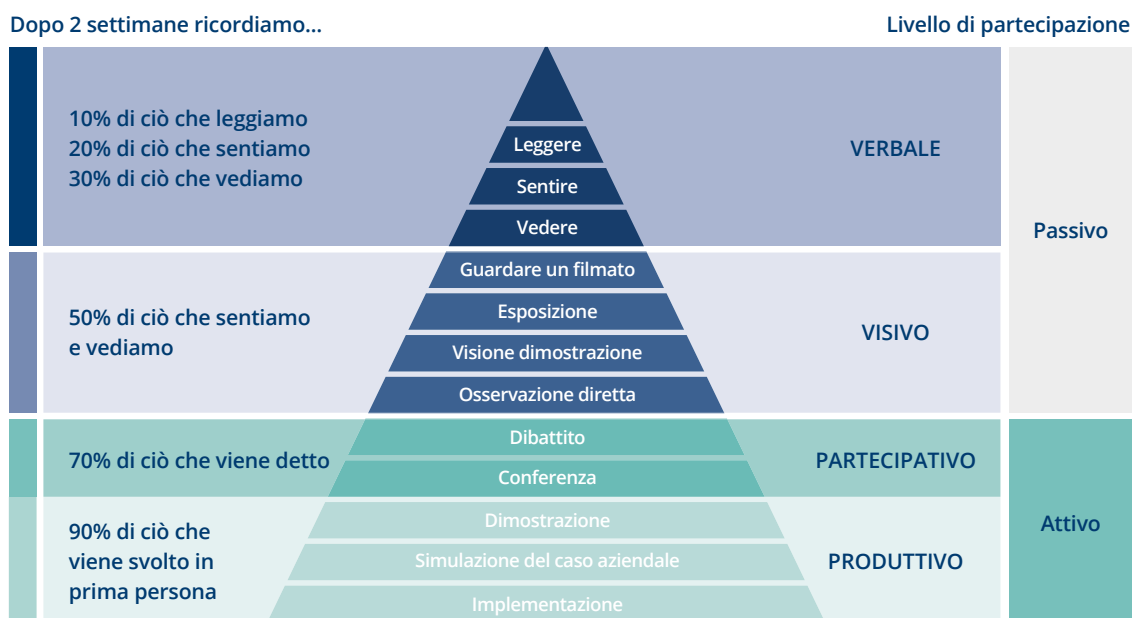 Dopo 2 settimane ricordiamo...
Livello di partecipazione
10% di ciò che leggiamo
20% di ciò che sentiamo
30% di ciò che vediamo
Leggere
Sentire
Vedere
VERBALE
Passivo
50% di ciò che sentiamo
e vediamo
Guardare un filmato
Esposizione
Visione dimostrazione
Osservazione diretta
VISIVO
70% di ciò che viene detto
Dibattito
Conferenza
PARTECIPATIVO
Attivo
90% di ciò che
viene svolto in
prima persona
Dimostrazione
Simulazione del caso aziendale
Implementazione
PRODUTTIVO